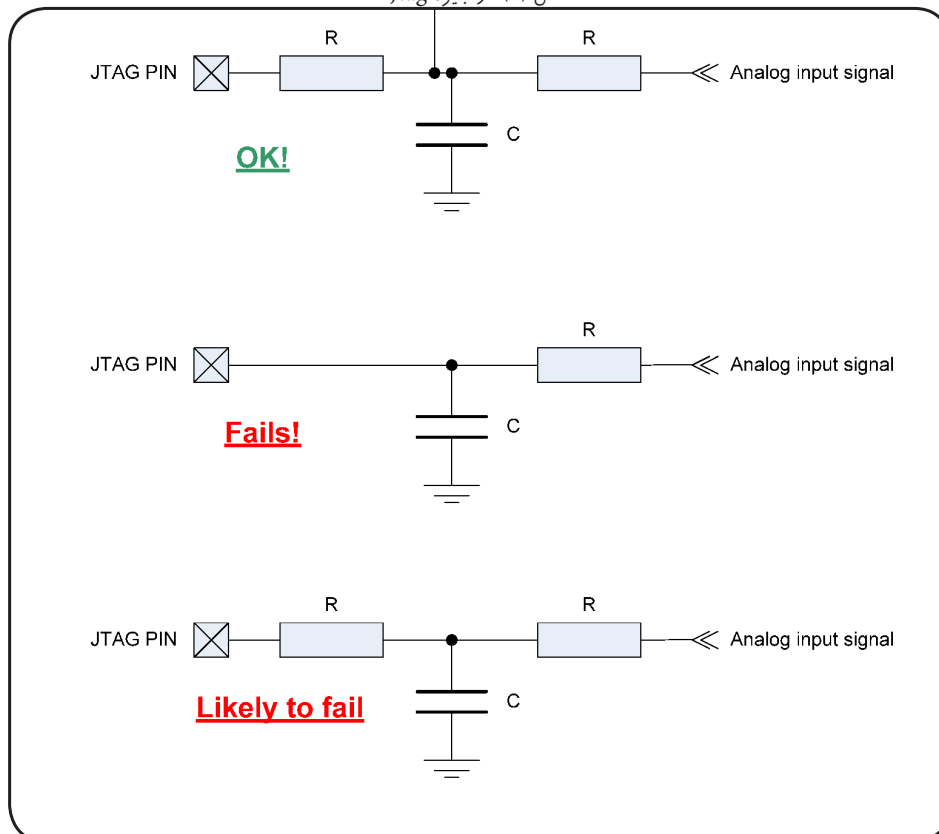 R R
JTAG PIN Analog input signal
C
OK!
R
JTAG PIN Analog input signal
C
Fails!
R R
JTAG PIN Analog input signal
C
Likely to fail